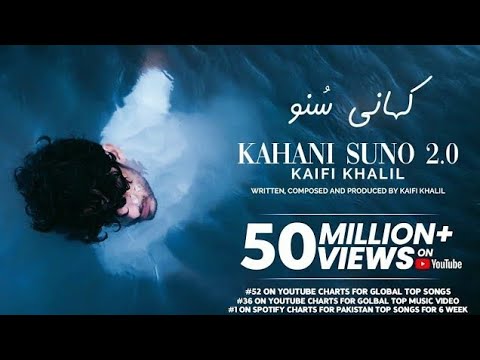 کہانی سُنو
KAHANI SUNO 2.0
KAIFI KHALIL
WRITTEN, COMPOSED AND PRODUCED BY KAIFI KHALIL
50 MILLION+
VIEWS ON YouTube
#52 ON YOUTUBE CHARTS FOR GLOBAL TOP SONGS
#36 ON YOUTUBE CHARTS FOR GOLBAL TOP MUSIC VIDEO
#1 ON SPOTIFY CHARTS FOR PAKISTAN TOP SONGS FOR 6 WEEK